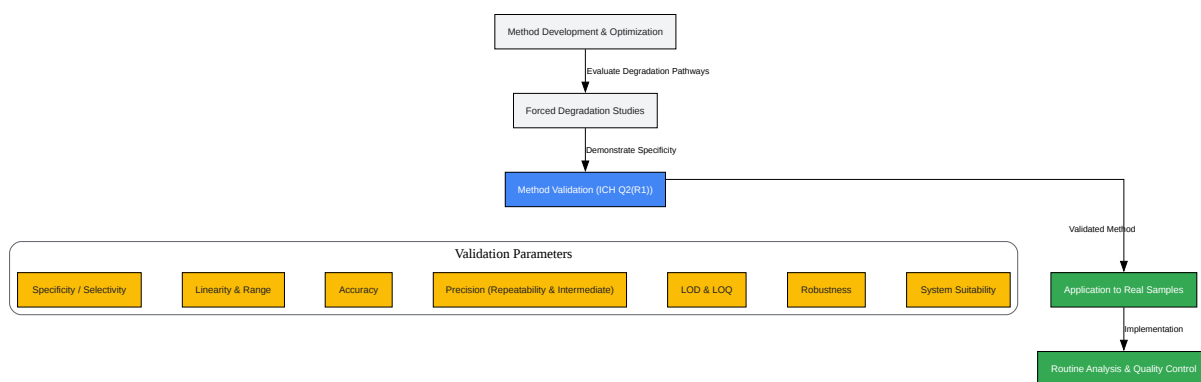 Method Development & Optimization
Evaluate Degradation Pathways
Forced Degradation Studies
Demonstrate Specificity
Method Validation (ICH Q2(R1))
Validated Method
Validation Parameters
Specificity / Selectivity
Linearity & Range
Accuracy
Precision (Repeatability & Intermediate)
LOD & LOQ
Robustness
System Suitability
Application to Real Samples
Implementation
Routine Analysis & Quality Control